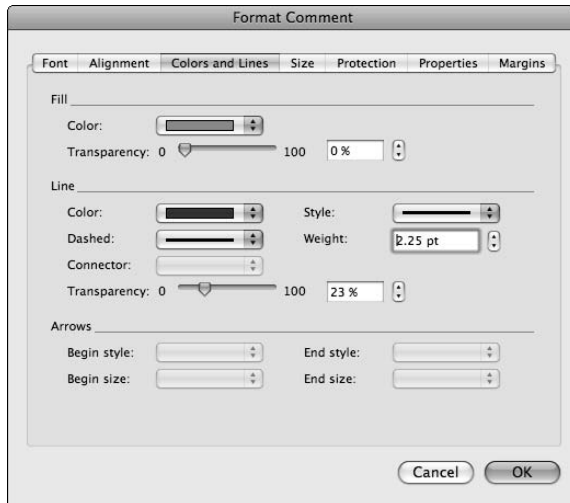 Format Comment
Font Alignment Colors and Lines Size Protection Properties Margins
Fill
Color:
Transparency: 0 100 0 %
Line
Color: Style:
Dashed: Weight: 2.25 pt
Connector:
Transparency: 0 100 23 %
Arrows
Begin style: End style:
Begin size: End size:
Cancel OK